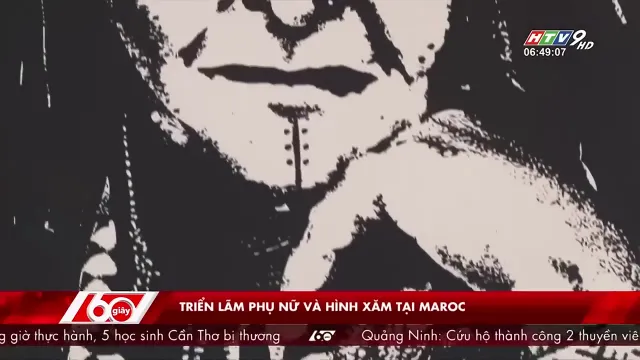 HTV9 HD
06:49:07
TRIỂN LÃM PHỤ NỮ VÀ HÌNH XĂM TẠI MAROC
60 giây
g giờ thực hành, 5 học sinh Cần Thơ bị thương 60 Quảng Ninh: Cứu hộ thành công 2 thuyền viê